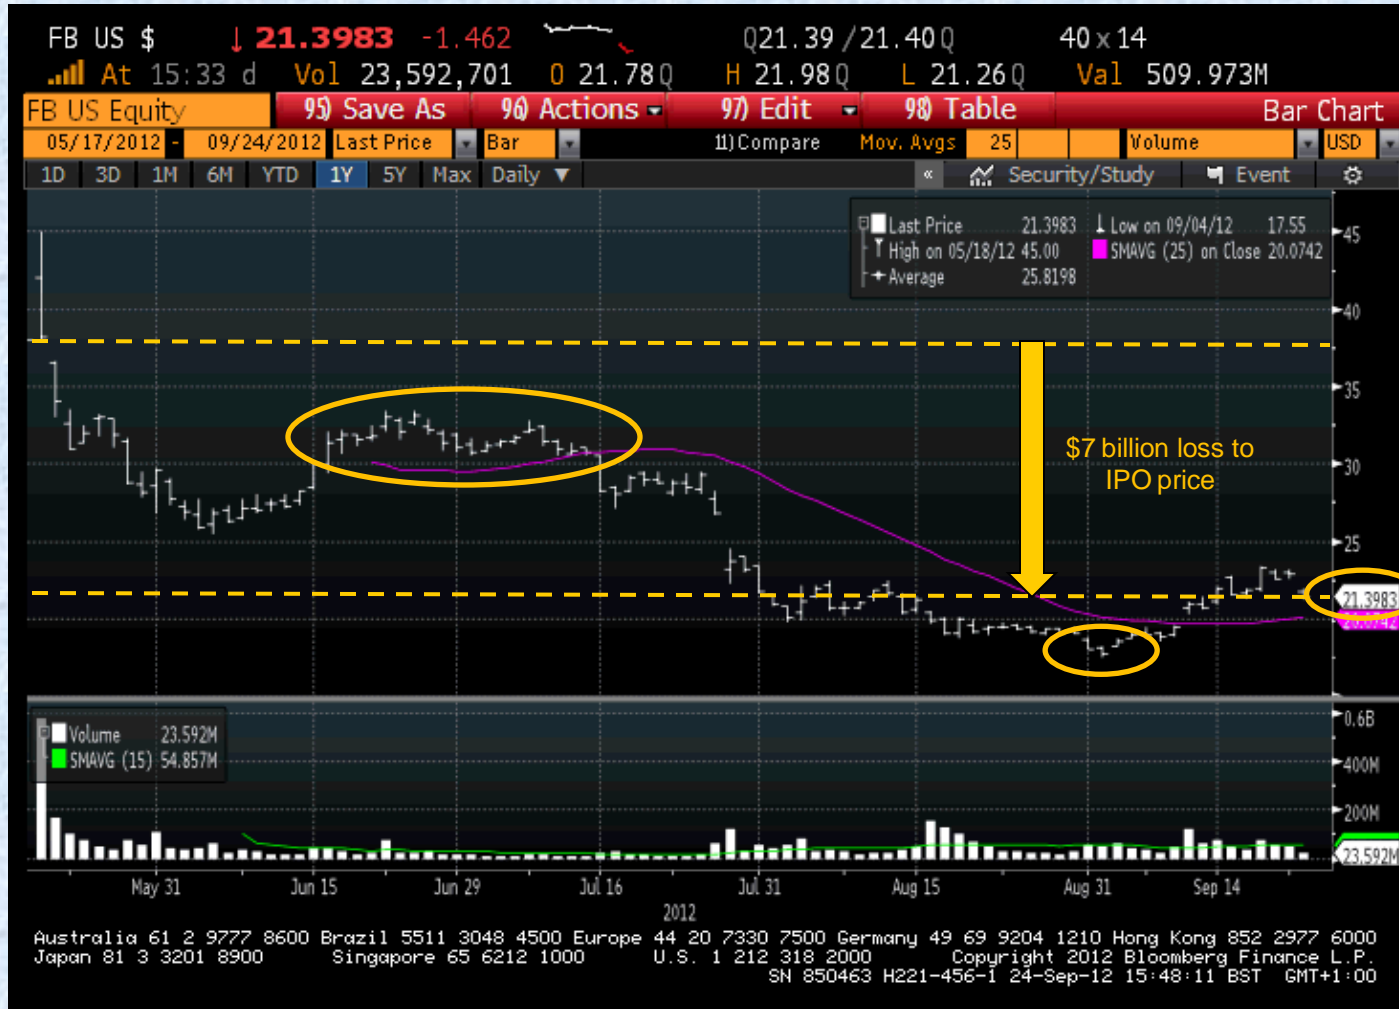 FB US $ ↓ 21.3983 -1.462 Q21.39 / 21.40Q 40 x 14
At 15:33 d Vol 23,592,701 O 21.78Q H 21.98Q L 21.26Q Val 509.973M
FB US Equity 95) Save As 96) Actions 97) Edit 98) Table Bar Chart
05/17/2012 - 09/24/2012 Last Price Bar 11) Compare Mov. Avgs 25 Volume USD
1D 3D 1M 6M YTD 1Y 5Y Max Daily ▼ « Security/Study Event
Last Price 21.3983 Low on 09/04/12 17.55
High on 05/18/12 45.00 SMAVG (25) on Close 20.0742
Average 25.8198
45
40
35
$7 billion loss to
IPO price
30
25
21.3983
20.0742
Volume 23.592M
SMAVG (15) 54.857M
0.6B
400M
200M
23.592M
May 31 Jun 15 Jun 29 Jul 16 Jul 31 Aug 15 Aug 31 Sep 14
2012
Australia 61 2 9777 8600 Brazil 5511 3048 4500 Europe 44 20 7330 7500 Germany 49 69 9204 1210 Hong Kong 852 2977 6000
Japan 81 3 3201 8900 Singapore 65 6212 1000 U.S. 1 212 318 2000 Copyright 2012 Bloomberg Finance L.P.
SN 850463 H221-456-1 24-Sep-12 15:48:11 BST GMT+1:00